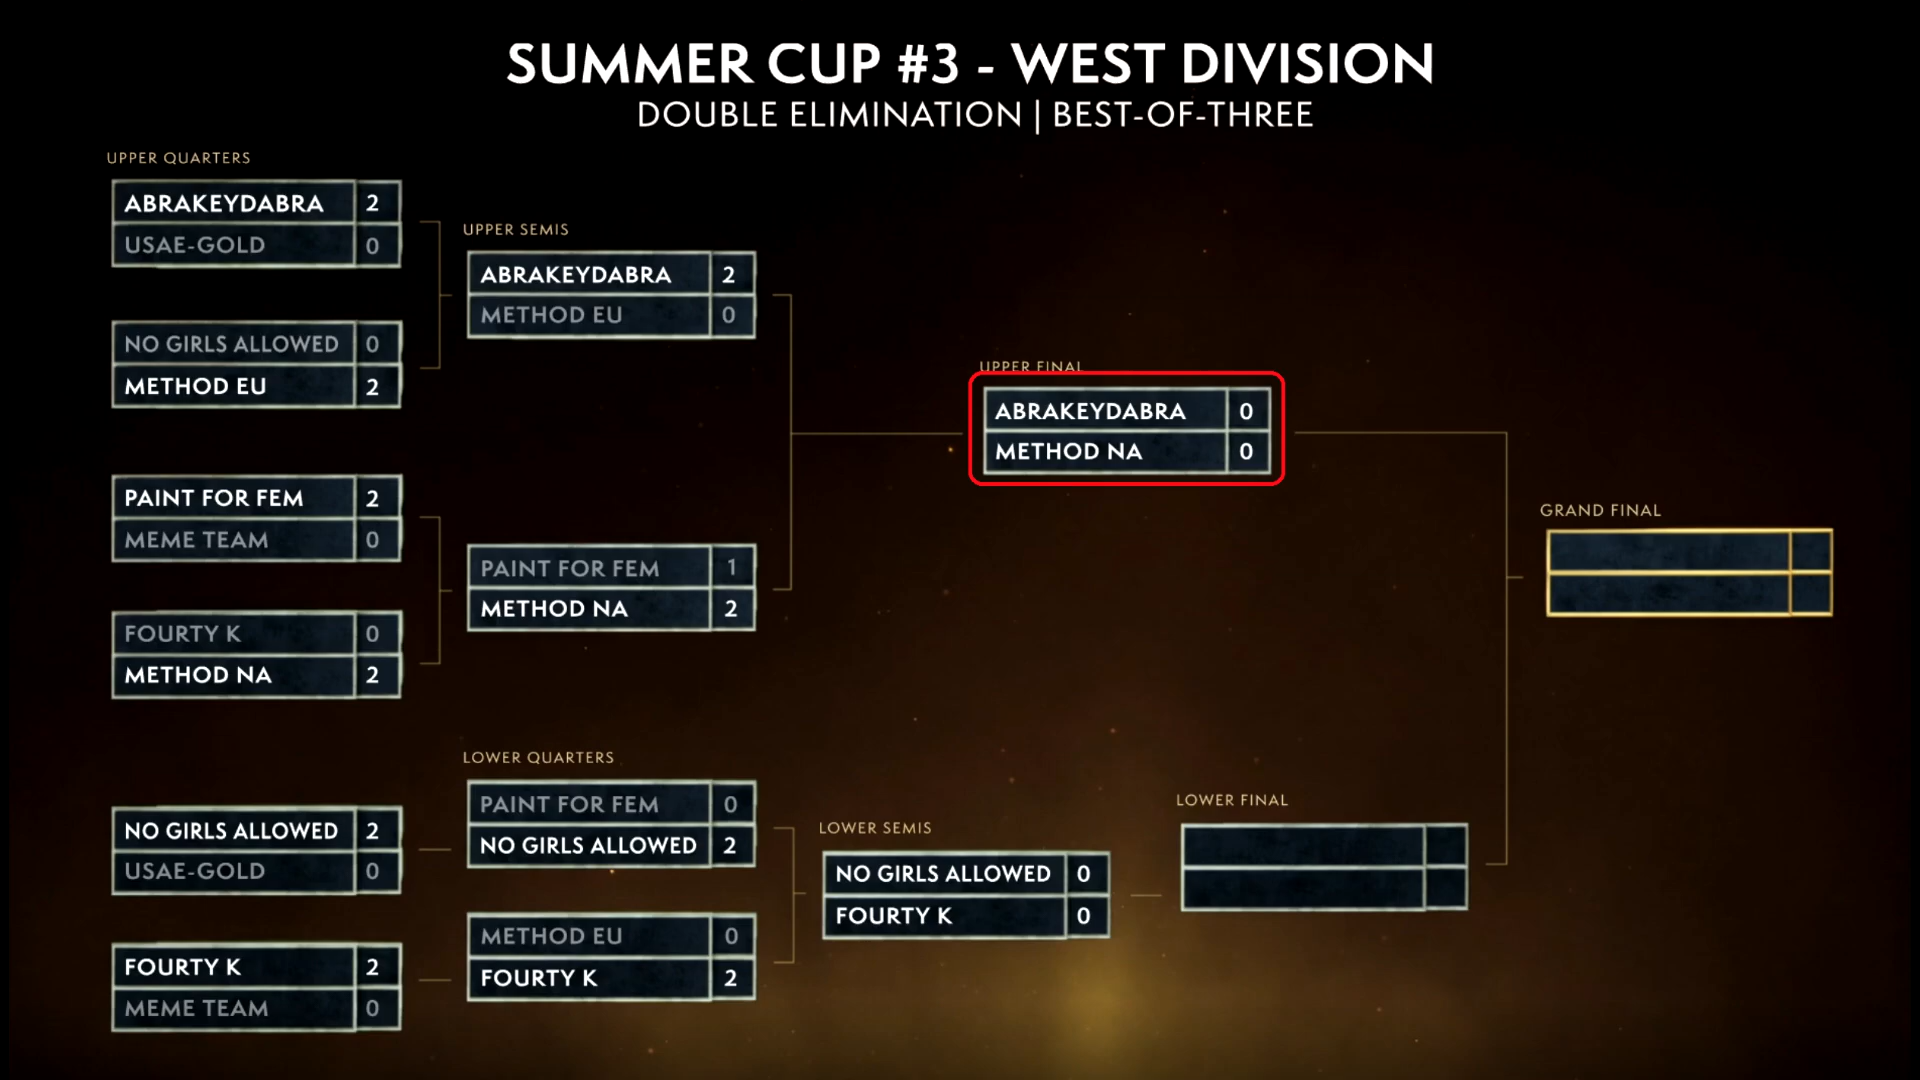 SUMMER CUP #3 - WEST DIVISION
DOUBLE ELIMINATION | BEST-OF-THREE
UPPER QUARTERS
ABRAKEYDABRA 2
USAE-GOLD 0
NO GIRLS ALLOWED 0
METHOD EU 2
PAINT FOR FEM 2
MEME TEAM 0
FOURTY K 0
METHOD NA 2
UPPER SEMIS
ABRAKEYDABRA 2
METHOD EU 0
PAINT FOR FEM 1
METHOD NA 2
UPPER FINAL
ABRAKEYDABRA 0
METHOD NA 0
GRAND FINAL
NO GIRLS ALLOWED 2
USAE-GOLD 0
FOURTY K 2
MEME TEAM 0
LOWER QUARTERS
PAINT FOR FEM 0
NO GIRLS ALLOWED 2
METHOD EU 0
FOURTY K 2
LOWER SEMIS
NO GIRLS ALLOWED 0
FOURTY K 0
LOWER FINAL